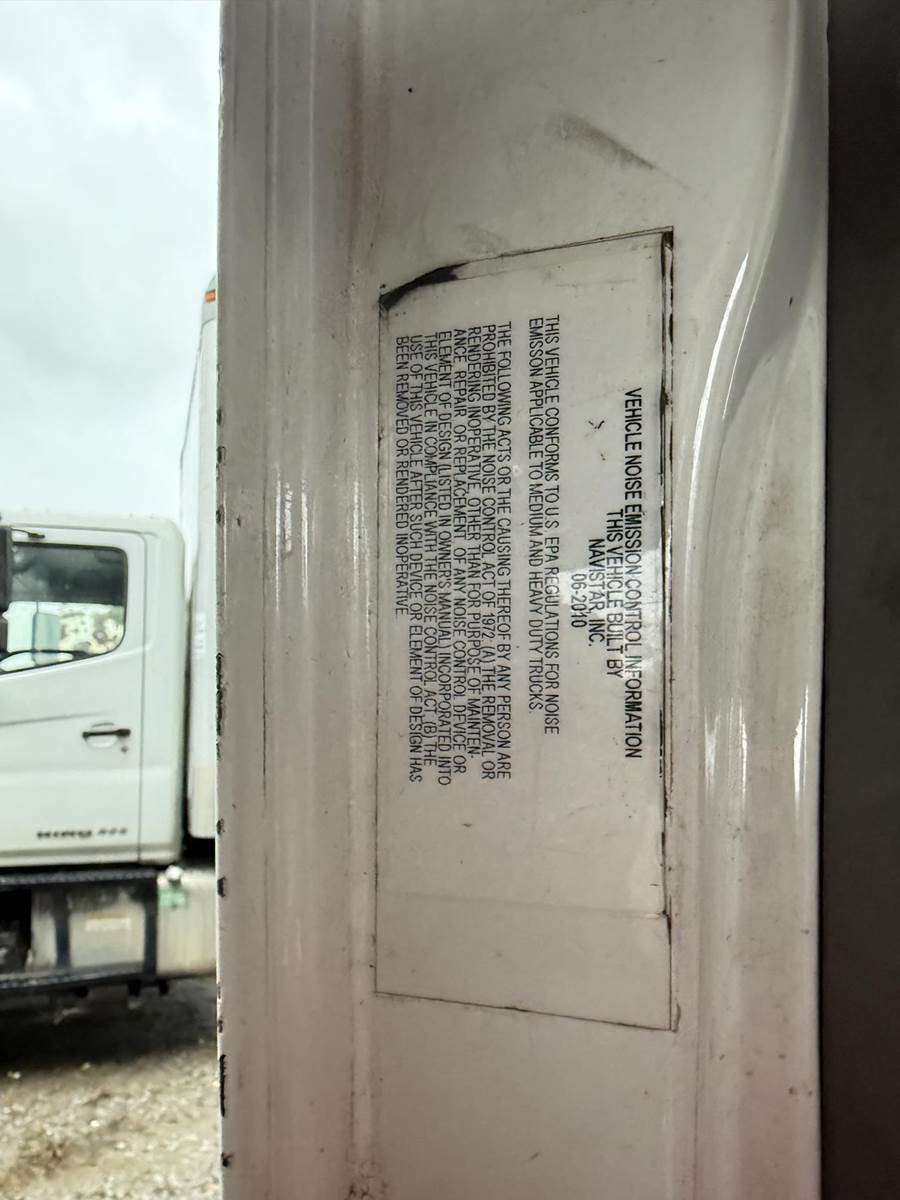 VEHICLE NOISE EMISSION CONTROL INFORMATION
THIS VEHICLE BUILT BY
NAVISTAR, INC.
06-2010
THIS VEHICLE CONFORMS TO U.S. EPA REGULATIONS FOR NOISE
EMISSON APPLICABLE TO MEDIUM AND HEAVY DUTY TRUCKS.
THE FOLLOWING ACTS OR THE CAUSING THEREOF BY ANY PERSON ARE
PROHIBITED BY THE NOISE CONTROL ACT OF 1972: (A) THE REMOVAL OR
RENDERING INOPERATIVE, OTHER THAN FOR PURPOSE OF MAINTEN-
ANCE, REPAIR, OR REPLACEMENT, OF ANY NOISE CONTROL DEVICE OR
ELEMENT OF DESIGN (LISTED IN OWNER'S MANUAL) INCORPORATED INTO
THIS VEHICLE IN COMPLIANCE WITH THE NOISE CONTROL ACT, (B) THE
USE OF THIS VEHICLE AFTER SUCH DEVICE OR ELEMENT OF DESIGN HAS
BEEN REMOVED OR RENDERED INOPERATIVE.
HINO